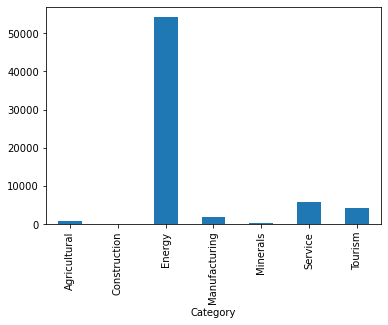 50000
40000
30000
20000
10000
0
Agricultural
Construction
Energy
Manufacturing
Minerals
Service
Tourism
Category